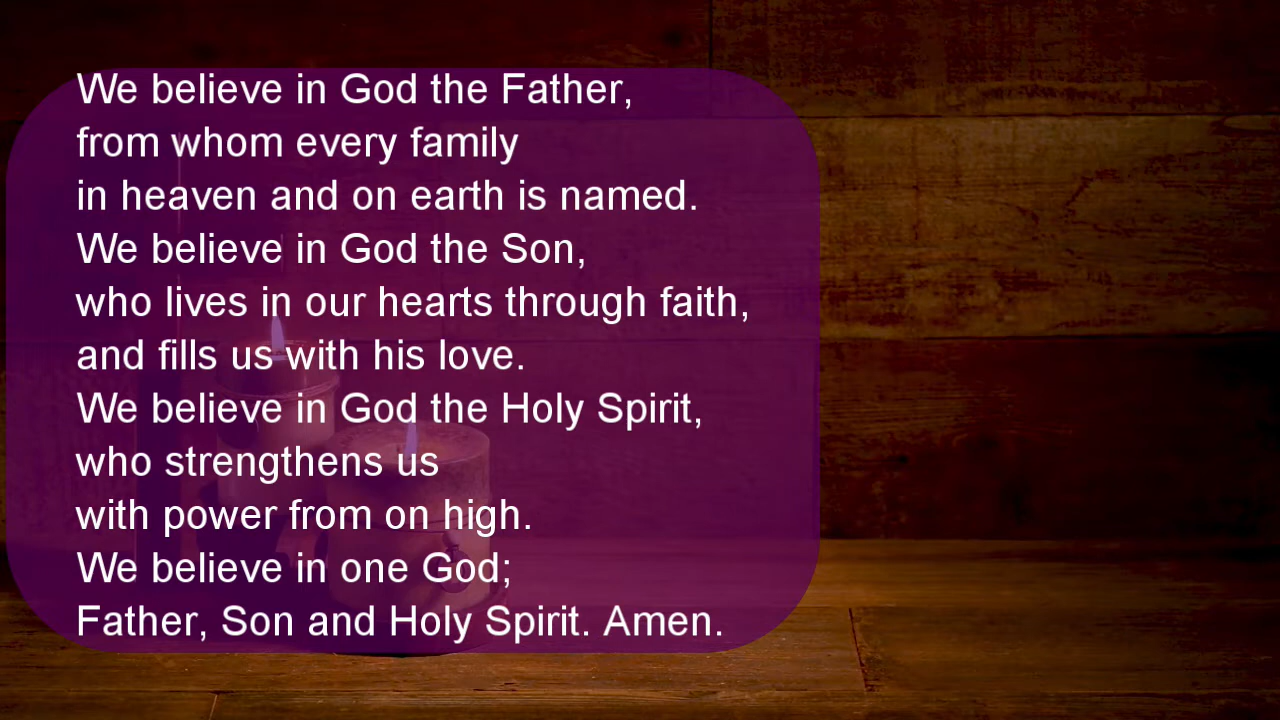 We believe in God the Father,
from whom every family
in heaven and on earth is named.
We believe in God the Son,
who lives in our hearts through faith,
and fills us with his love.
We believe in God the Holy Spirit,
who strengthens us
with power from on high.
We believe in one God;
Father, Son and Holy Spirit. Amen.